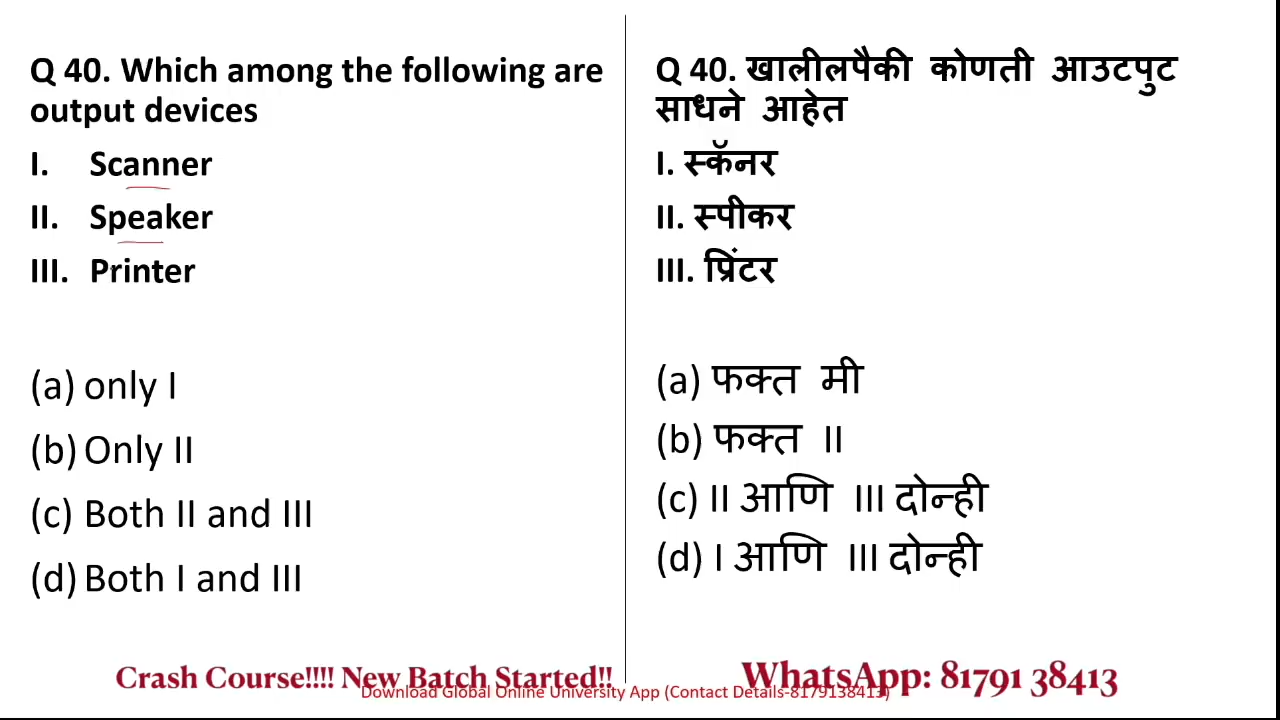 Q 40. Which among the following are
output devices
I. Scanner
II. Speaker
III. Printer
(a) only I
(b) Only II
(c) Both II and III
(d) Both I and III
Q 40. खालीलपैकी कोणती आउटपुट
साधने आहेत
I. स्कॅनर
II. स्पीकर
III. प्रिंटर
(a) फक्त मी
(b) फक्त II
(c) II आणि III दोन्ही
(d) I आणि III दोन्ही
Crash Course!!!! New Batch Started!!
WhatsApp: 81791 38413
Download Global Online University App (Contact Details-8179138413)